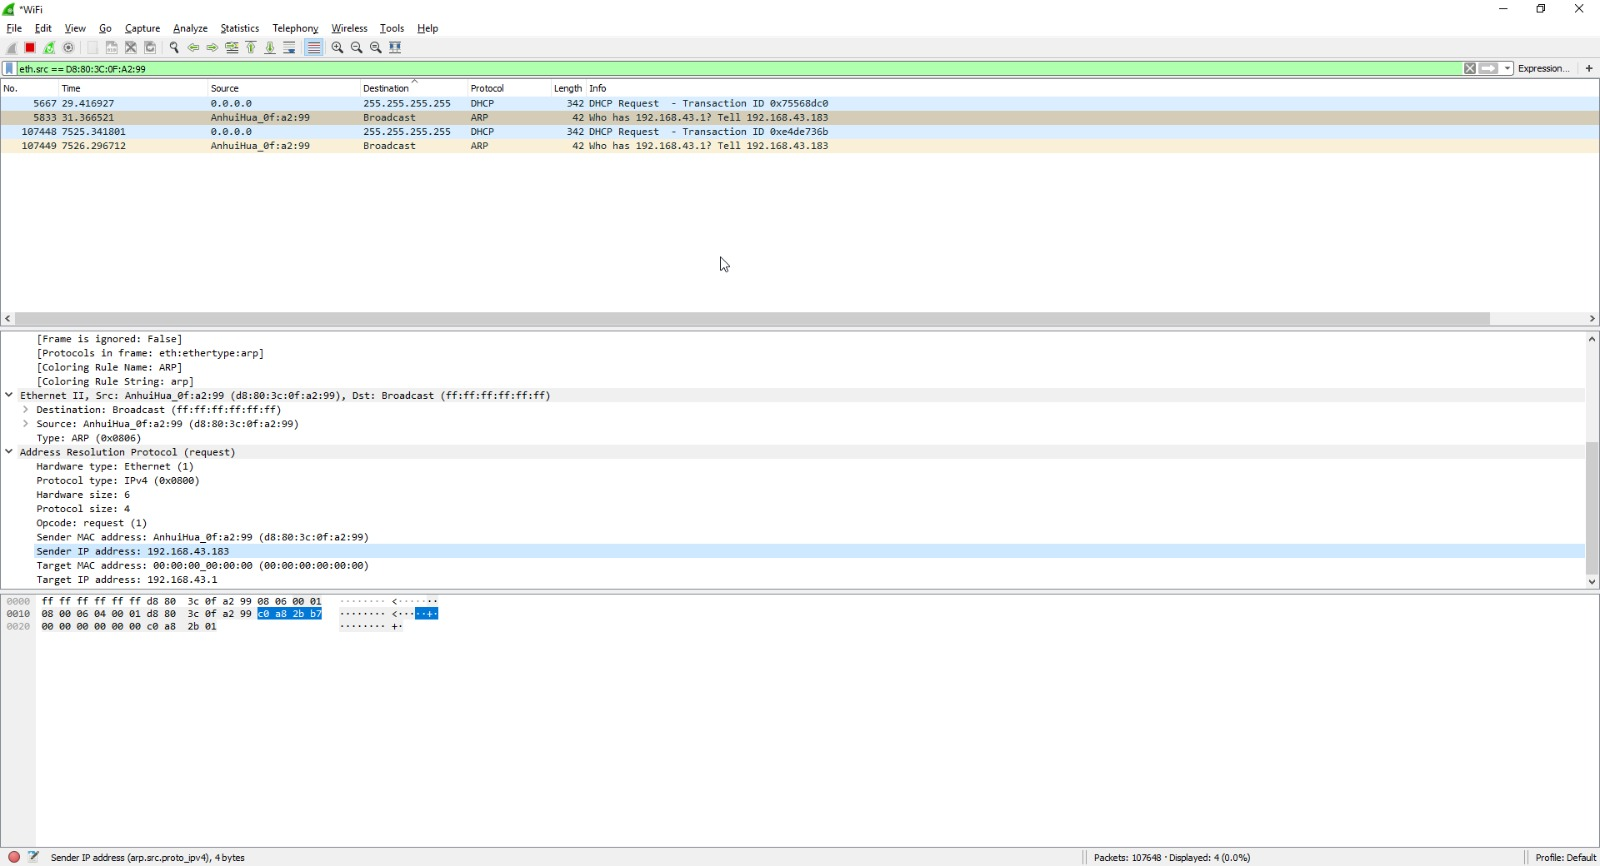 *WiFi
File Edit View Go Capture Analyze Statistics Telephony Wireless Tools Help
eth.src == D8:80:3C:0F:A2:99 Expression... +
No. Time Source Destination Protocol Length Info
5667 29.416927 0.0.0.0 255.255.255.255 DHCP 342 DHCP Request - Transaction ID 0x75568dc0
5833 31.366521 AnhuiHua_0f:a2:99 Broadcast ARP 42 Who has 192.168.43.1? Tell 192.168.43.183
107448 7525.341801 0.0.0.0 255.255.255.255 DHCP 342 DHCP Request - Transaction ID 0xe4de736b
107449 7526.296712 AnhuiHua_0f:a2:99 Broadcast ARP 42 Who has 192.168.43.1? Tell 192.168.43.183
[Frame is ignored: False]
[Protocols in frame: eth:ethertype:arp]
[Coloring Rule Name: ARP]
[Coloring Rule String: arp]
Ethernet II, Src: AnhuiHua_0f:a2:99 (d8:80:3c:0f:a2:99), Dst: Broadcast (ff:ff:ff:ff:ff:ff)
Destination: Broadcast (ff:ff:ff:ff:ff:ff)
Source: AnhuiHua_0f:a2:99 (d8:80:3c:0f:a2:99)
Type: ARP (0x0806)
Address Resolution Protocol (request)
Hardware type: Ethernet (1)
Protocol type: IPv4 (0x0800)
Hardware size: 6
Protocol size: 4
Opcode: request (1)
Sender MAC address: AnhuiHua_0f:a2:99 (d8:80:3c:0f:a2:99)
Sender IP address: 192.168.43.183
Target MAC address: 00:00:00_00:00:00 (00:00:00:00:00:00)
Target IP address: 192.168.43.1
0000 ff ff ff ff ff ff d8 80 3c 0f a2 99 08 06 00 01 ········ <·······
0010 08 00 06 04 00 01 d8 80 3c 0f a2 99 c0 a8 2b b7 ········ <·····+·
0020 00 00 00 00 00 00 c0 a8 2b 01 ········ +·
Sender IP address (arp.src.proto_ipv4), 4 bytes Packets: 107648 · Displayed: 4 (0.0%) Profile: Default